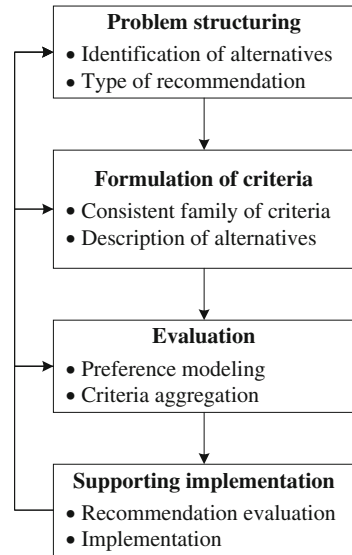 Problem structuring
• Identification of alternatives
• Type of recommendation
Formulation of criteria
• Consistent family of criteria
• Description of alternatives
Evaluation
• Preference modeling
• Criteria aggregation
Supporting implementation
• Recommendation evaluation
• Implementation